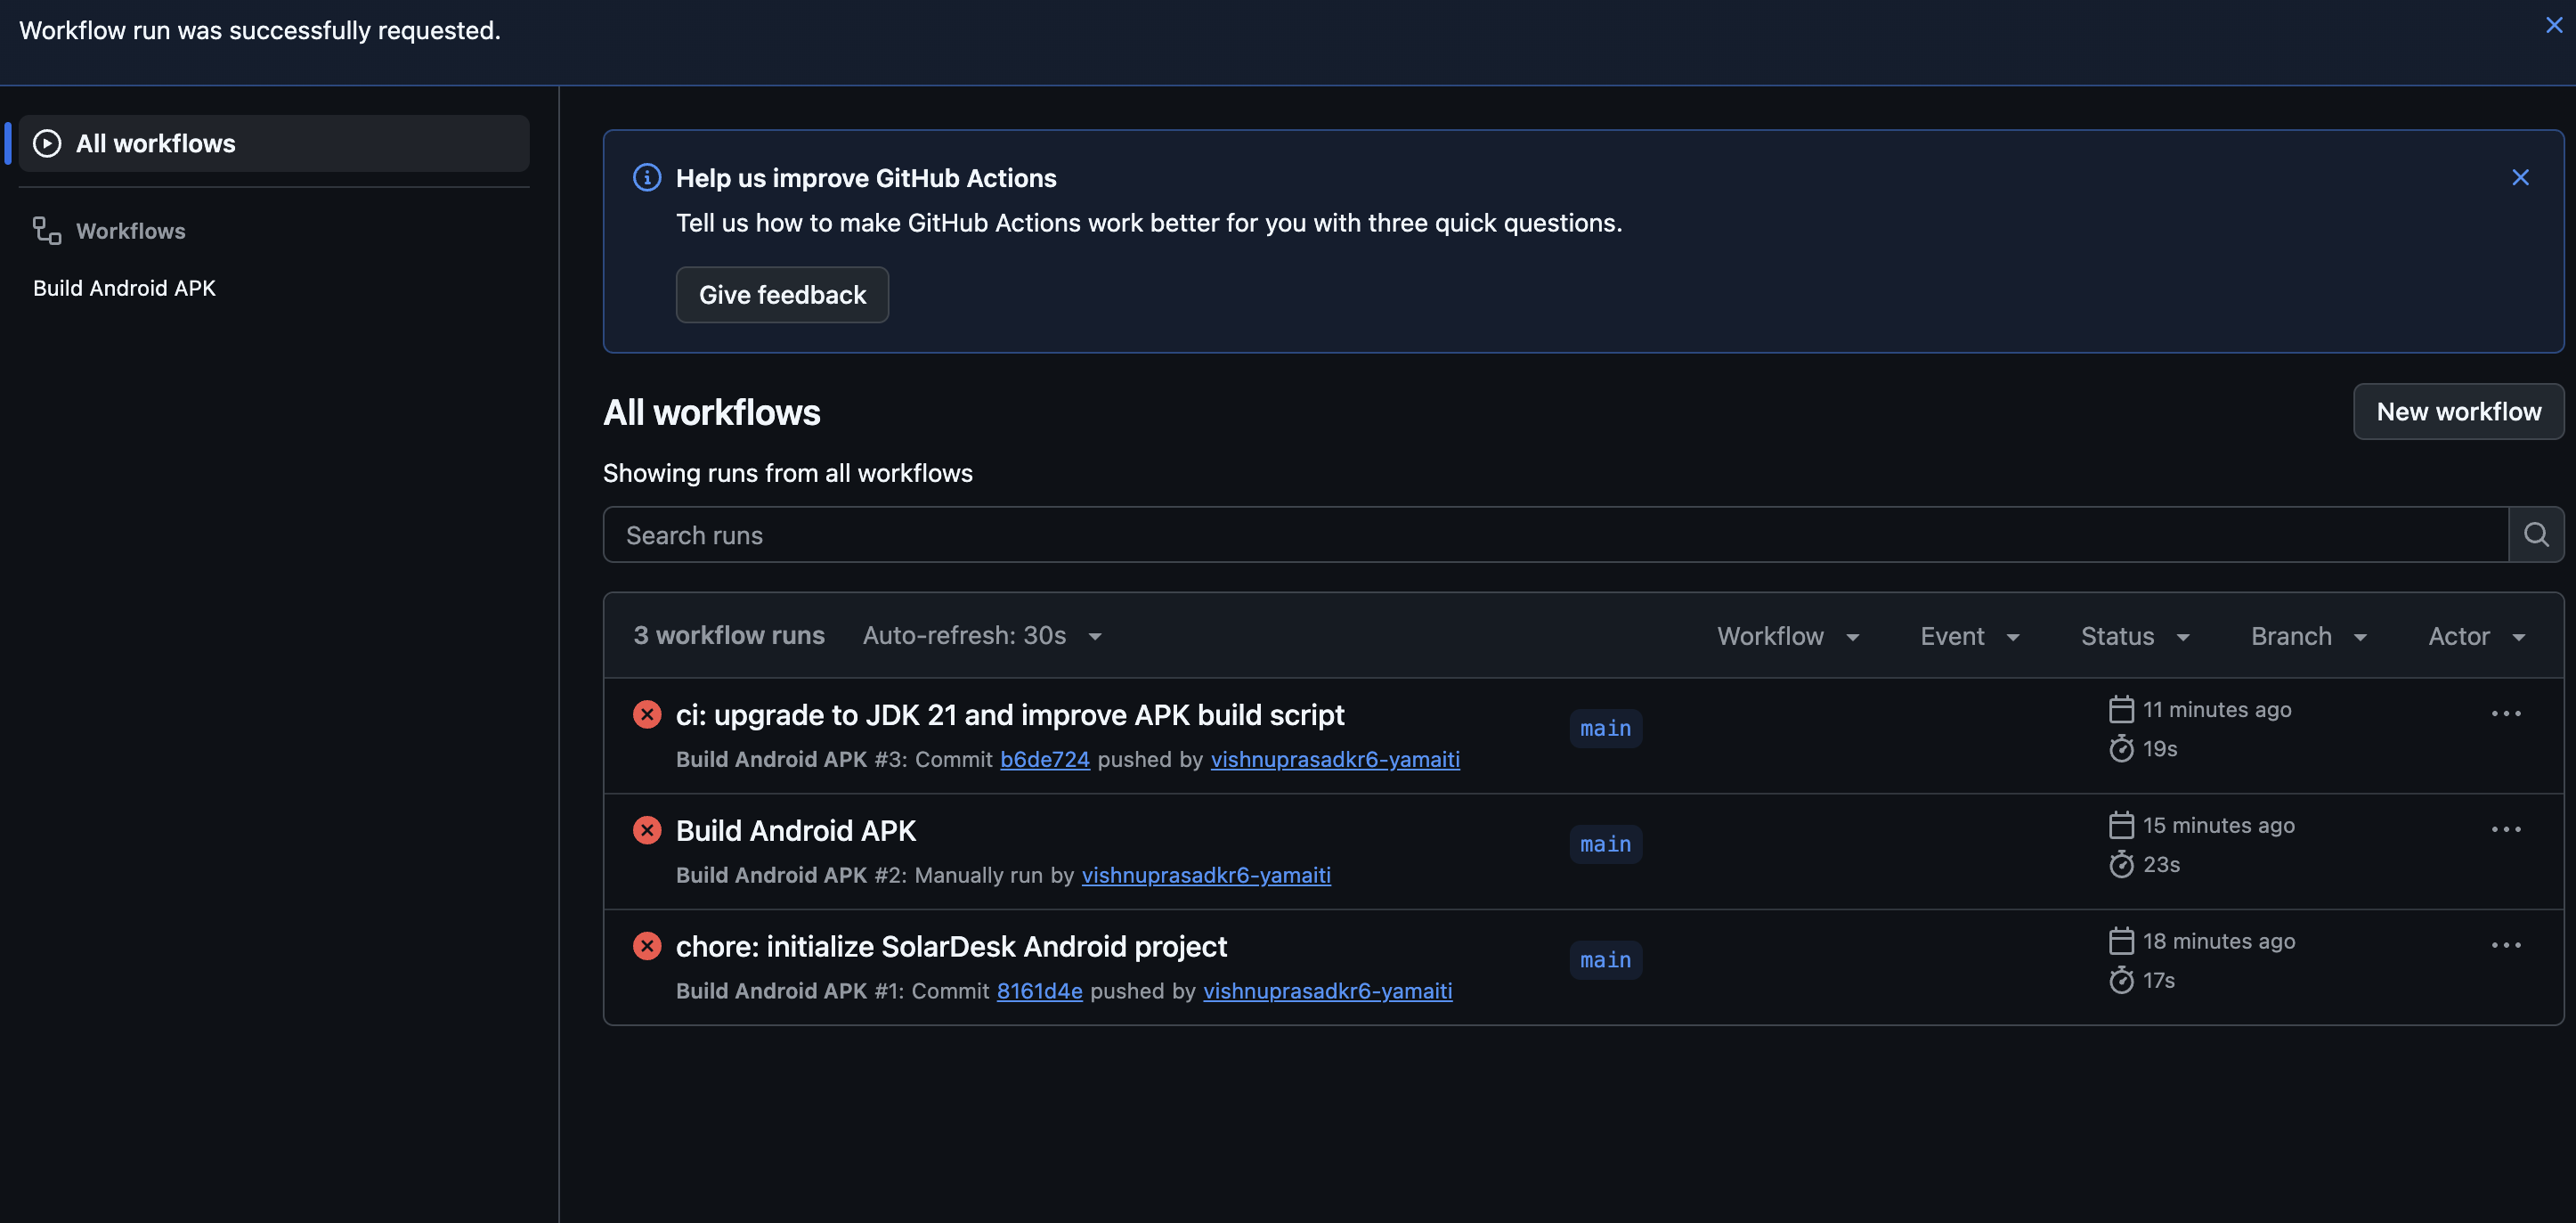 Workflow run was successfully requested.
All workflows
Workflows
Build Android APK
Help us improve GitHub Actions
Tell us how to make GitHub Actions work better for you with three quick questions.
Give feedback
All workflows
New workflow
Showing runs from all workflows
Search runs
3 workflow runs Auto-refresh: 30s Workflow Event Status Branch Actor
ci: upgrade to JDK 21 and improve APK build script
Build Android APK #3: Commit b6de724 pushed by vishnuprasadkr6-yamaiti
main
11 minutes ago
19s
Build Android APK
Build Android APK #2: Manually run by vishnuprasadkr6-yamaiti
main
15 minutes ago
23s
chore: initialize SolarDesk Android project
Build Android APK #1: Commit 8161d4e pushed by vishnuprasadkr6-yamaiti
main
18 minutes ago
17s